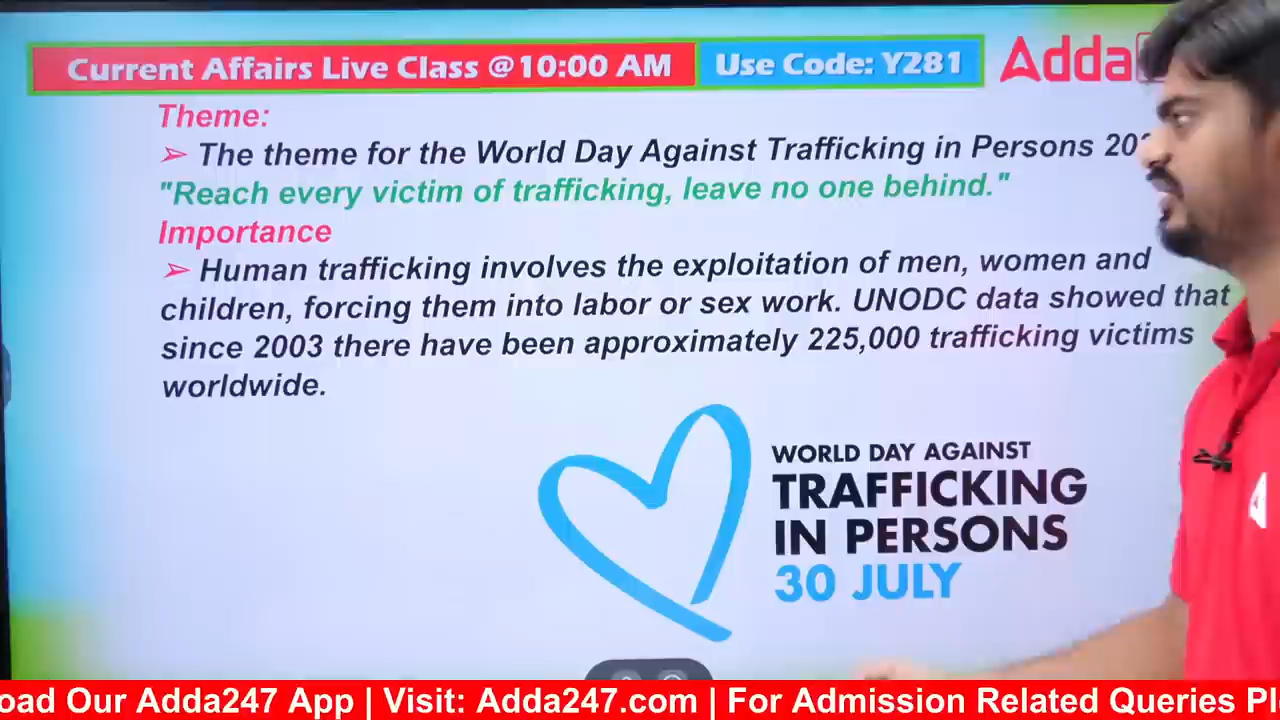 Current Affairs Live Class @10:00 AM
Use Code: Y281
Adda
Theme:
➢ The theme for the World Day Against Trafficking in Persons
"Reach every victim of trafficking, leave no one behind."
Importance
➢ Human trafficking involves the exploitation of men, women and
children, forcing them into labor or sex work. UNODC data showed that
since 2003 there have been approximately 225,000 trafficking victims
worldwide.
WORLD DAY AGAINST
TRAFFICKING
IN PERSONS
30 JULY
oad Our Adda247 App | Visit: Adda247.com | For Admission Related Queries Pl